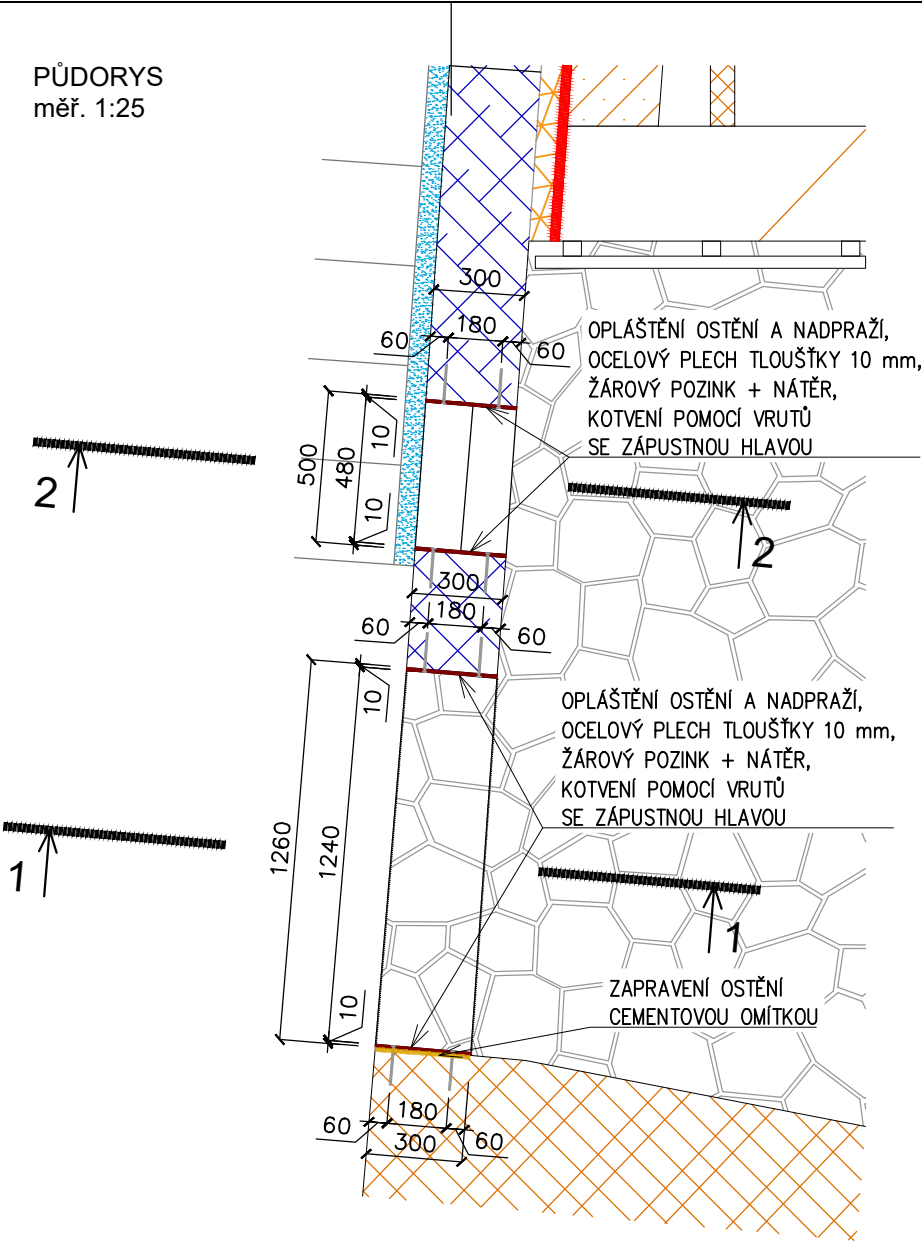 PŮDORYS
měř. 1:25
300
60
180
60
OPLÁŠTĚNÍ OSTĚNÍ A NADPRAŽÍ,
OCELOVÝ PLECH TLOUŠŤKY 10 mm,
ŽÁROVÝ POZINK + NÁTĚR,
KOTVENÍ POMOCÍ VRUTŮ
SE ZÁPUSTNOU HLAVOU
10
500
480
10
2
2
300
60
180
60
10
OPLÁŠTĚNÍ OSTĚNÍ A NADPRAŽÍ,
OCELOVÝ PLECH TLOUŠŤKY 10 mm,
ŽÁROVÝ POZINK + NÁTĚR,
KOTVENÍ POMOCÍ VRUTŮ
SE ZÁPUSTNOU HLAVOU
1260
1240
1
1
10
ZAPRAVENÍ OSTĚNÍ
CEMENTOVOU OMÍTKOU
60
180
60
300